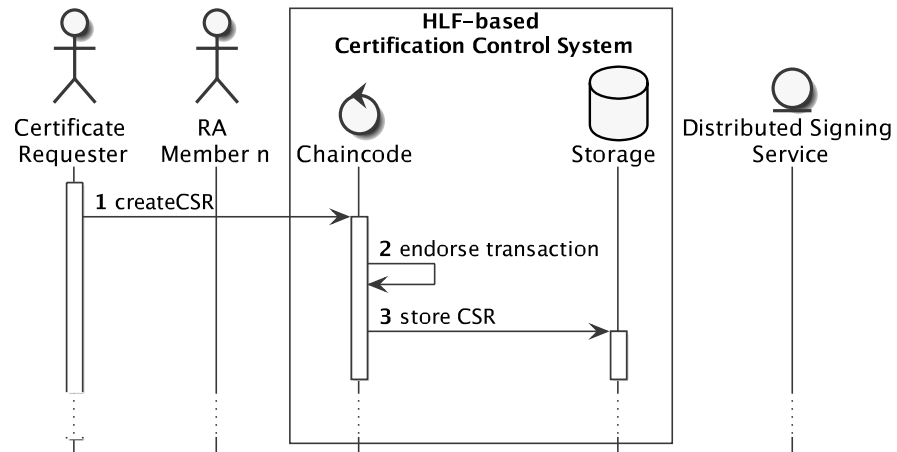 HLF-based
Certification Control System
Certificate
Requester
RA
Member n
Chaincode
Storage
Distributed Signing
Service
1 createCSR
2 endorse transaction
3 store CSR